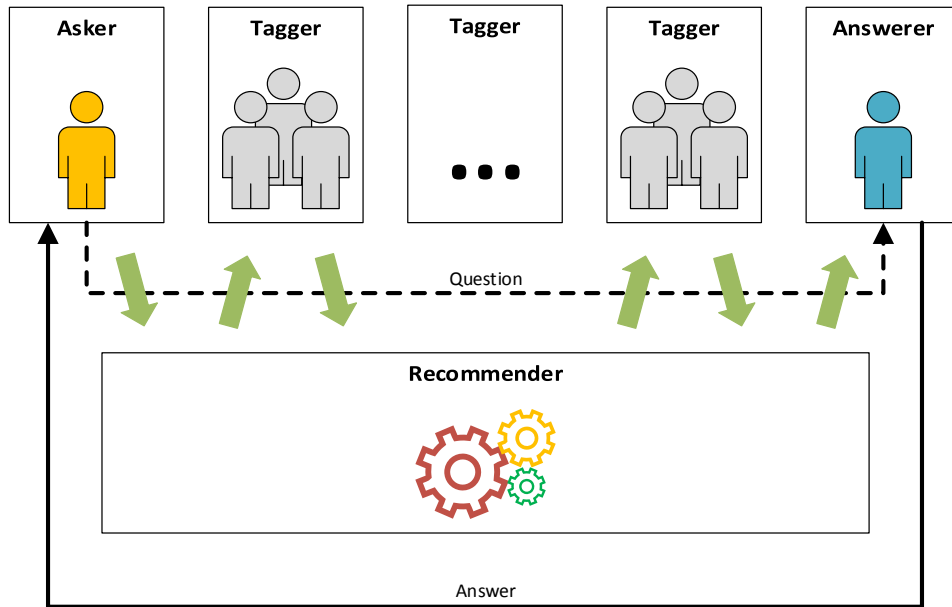 Asker
Tagger
Tagger
Tagger
Answerer
Question
Recommender
Answer